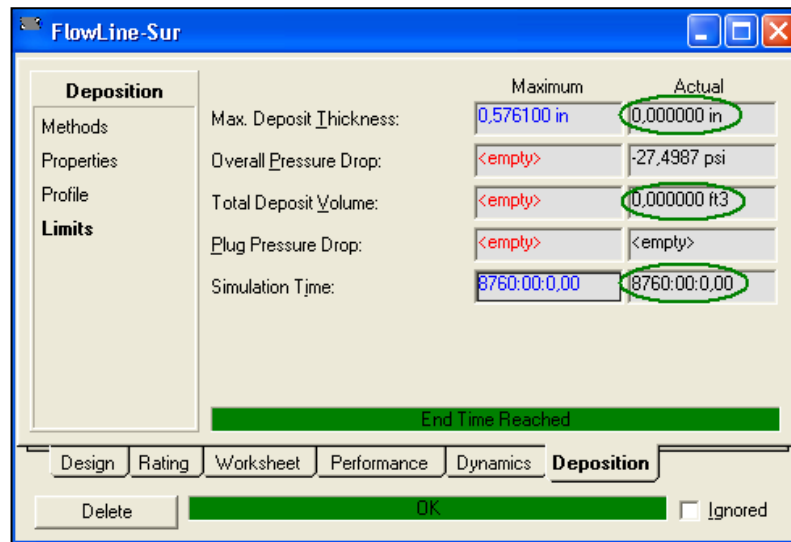 FlowLine-Sur
Deposition
Methods
Properties
Profile
Limits
Maximum Actual
Max. Deposit Thickness: 0,576100 in 0,000000 in
Overall Pressure Drop: <empty> -27,4987 psi
Total Deposit Volume: <empty> 0,000000 ft3
Plug Pressure Drop: <empty> <empty>
Simulation Time: 8760:00:0,00 8760:00:0,00
End Time Reached
Design Rating Worksheet Performance Dynamics Deposition
Delete OK Ignored